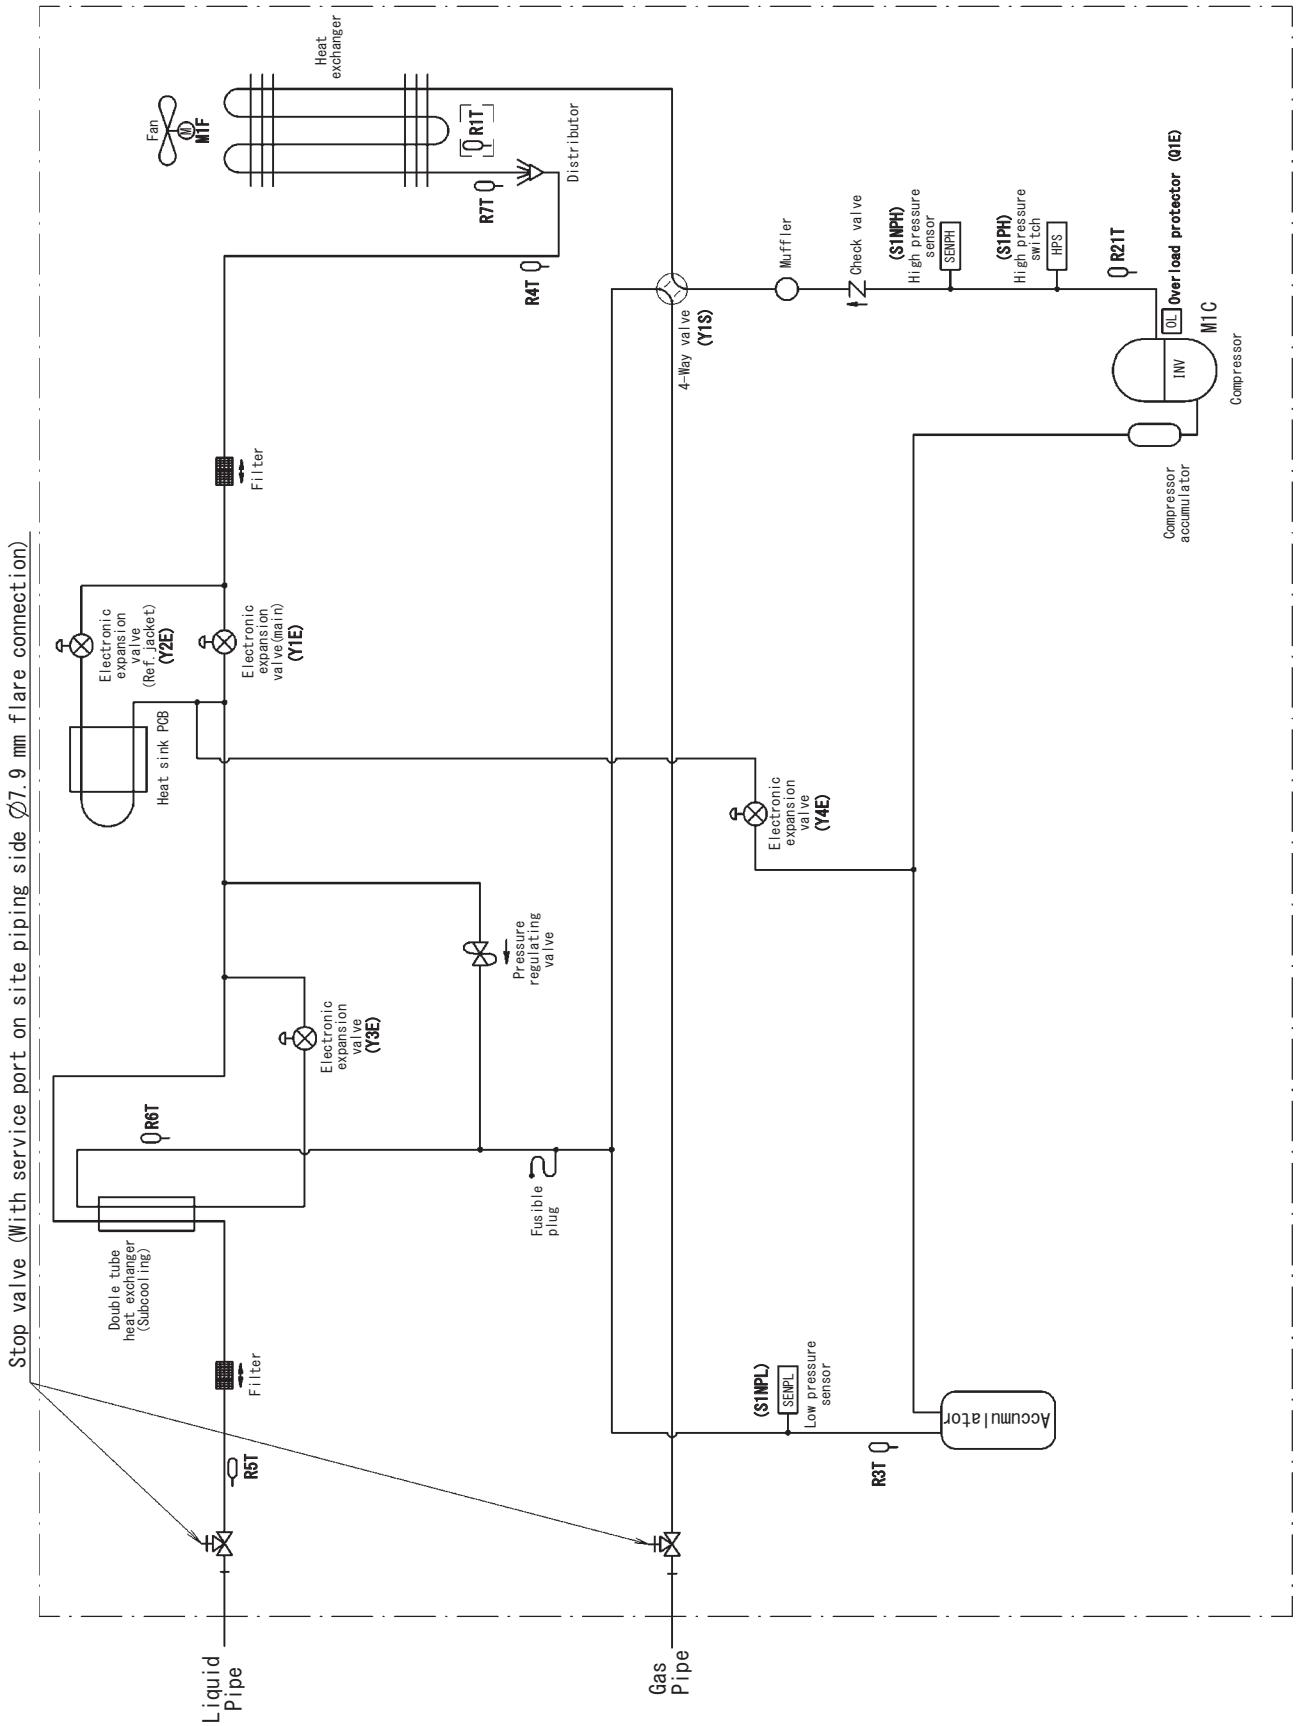 Stop valve (With service port on site piping side ∅7.9 mm flare connection)
Fan
M
M1F
Heat
exchanger
R1T
R7T
Distributor
R4T
Filter
Electronic
expansion
valve
(Ref. jacket)
(Y2E)
Electronic
expansion
valve(main)
(Y1E)
Heat sink PCB
Electronic
expansion
valve
(Y4E)
4-Way valve
(Y1S)
Muffler
Check valve
(S1NPH)
High pressure
sensor
SENPH
(S1PH)
High pressure
switch
HPS
R21T
OL
Overload protector (Q1E)
M1C
INV
Compressor
Compressor
accumulator
Pressure
regulating
valve
Electronic
expansion
valve
(Y3E)
R6T
Fusible
plug
Double tube
heat exchanger
(Subcooling)
Filter
R5T
(S1NPL)
SENPL
Low pressure
sensor
R3T
Accumulator
Liquid
Pipe
Gas
Pipe